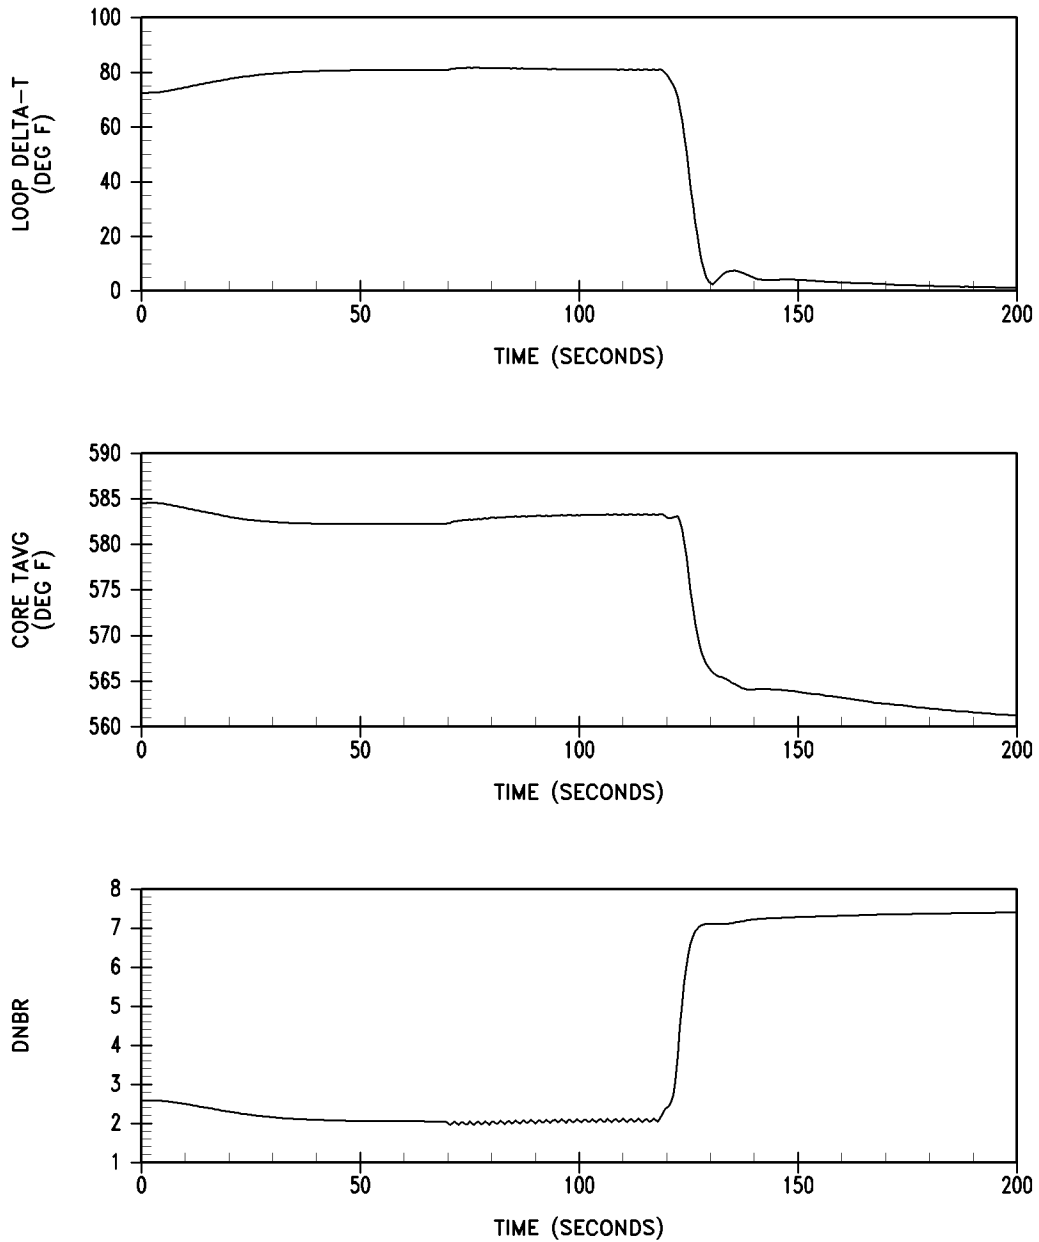 LOOP DELTA-T
(DEG F)
100
80
60
40
20
0
0 50 100 150 200
TIME (SECONDS)
CORE TAVG
(DEG F)
590
585
580
575
570
565
560
0 50 100 150 200
TIME (SECONDS)
DNBR
8
7
6
5
4
3
2
1
0 50 100 150 200
TIME (SECONDS)